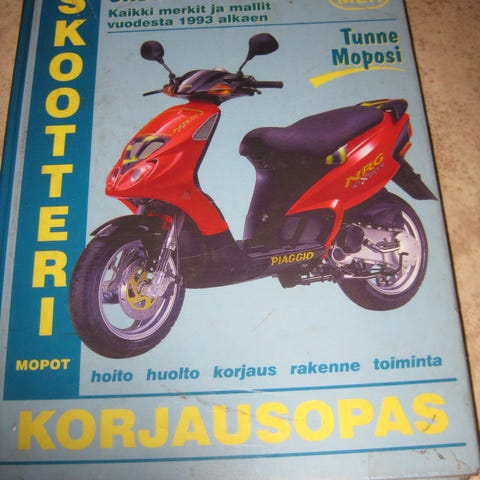 SKOOTTERI
MOPOT
Kaikki merkit ja mallit
vuodesta 1993 alkaen
Tunne
Moposi
NRG
PIAGGIO
hoito huolto korjaus rakenne toiminta
KORJAUSOPAS